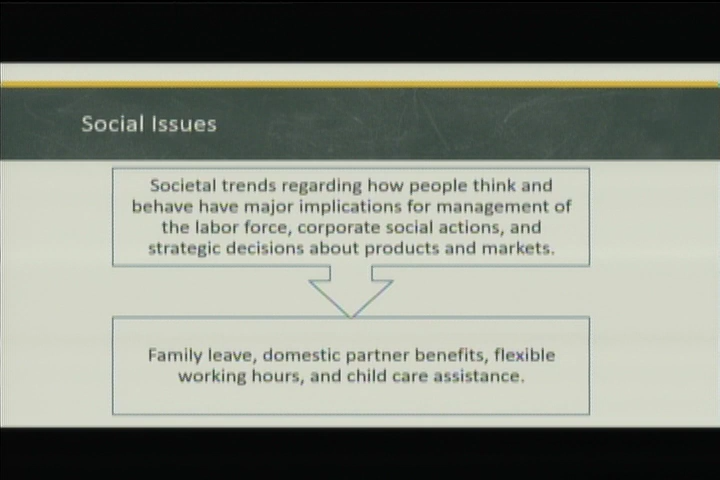 Social Issues
Societal trends regarding how people think and
behave have major implications for management of
the labor force, corporate social actions, and
strategic decisions about products and markets.
Family leave, domestic partner benefits, flexible
working hours, and child care assistance.